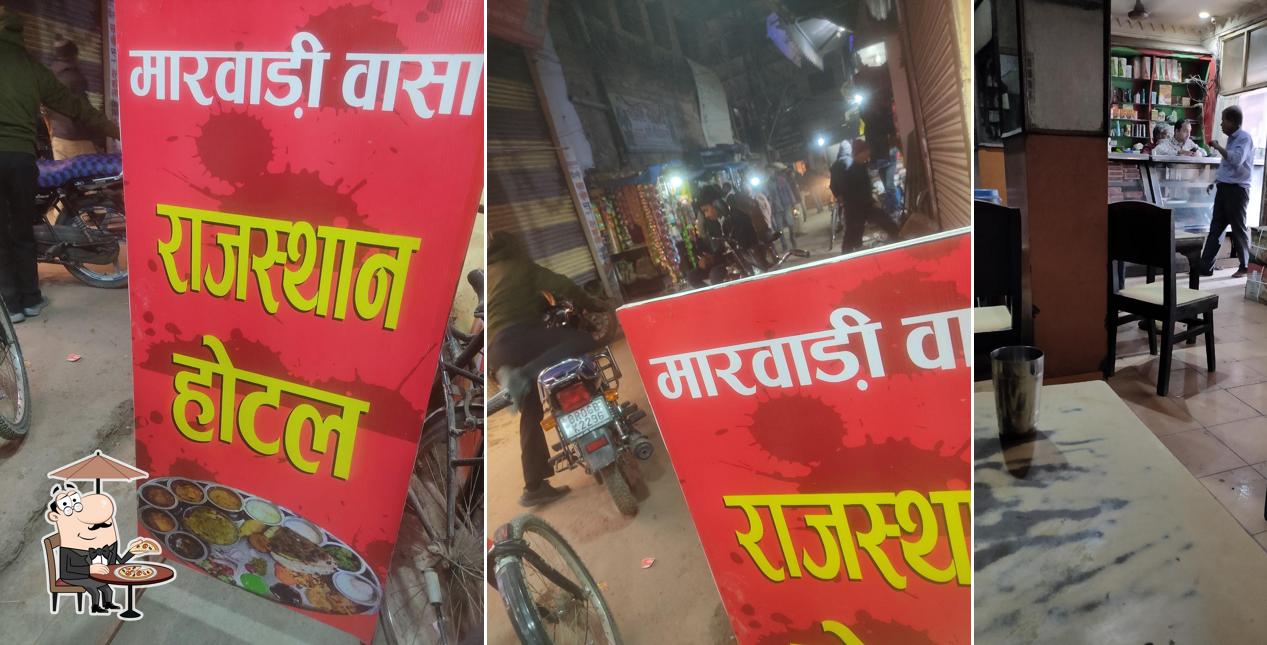 मारवाड़ी वासा
राजस्थान
होटल
मारवाड़ी वा
राजस्था